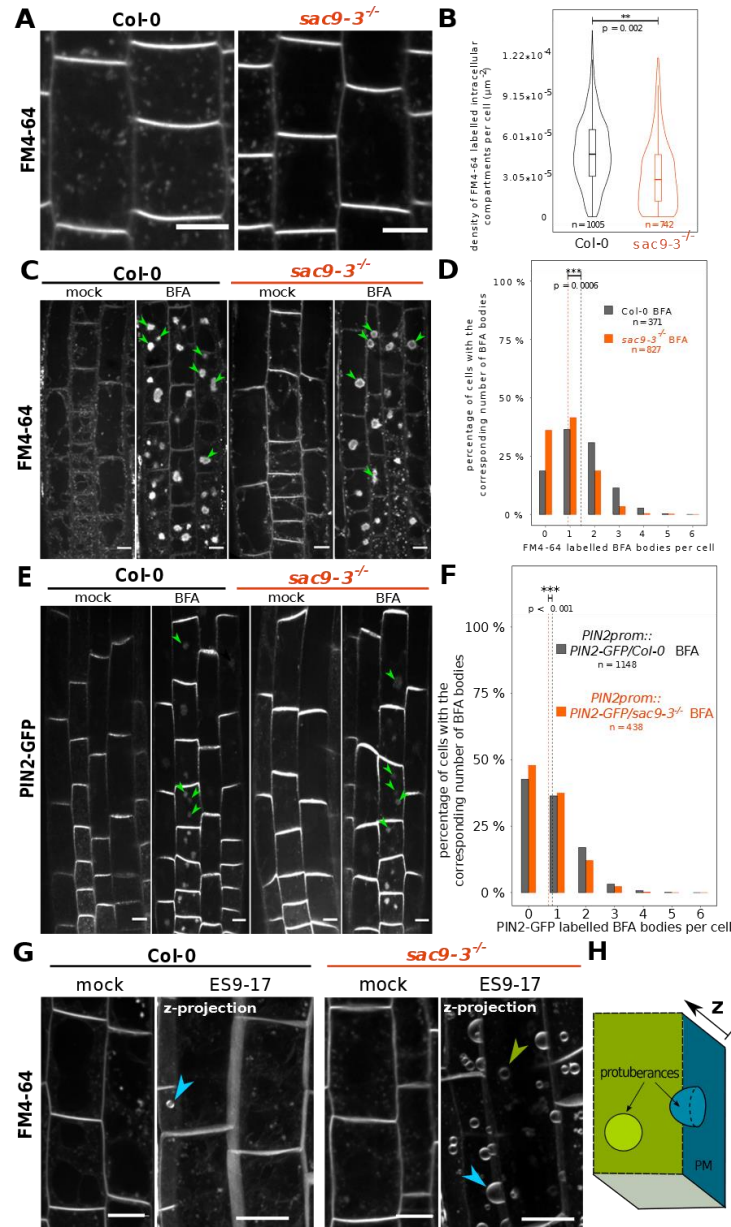 A
Col-0
sac9-3-/-
FM4-64
B
density of FM4-64 labelled intracellular
compartments per cell (µm-2)
**
p = 0.002
1.22*10-4
9.15*10-5
6.01*10-5
3.05*10-5
0
n=1005
n=742
Col-0
sac9-3-/-
C
Col-0
sac9-3-/-
mock
BFA
mock
BFA
FM4-64
D
percentage of cells with the
corresponding number of BFA bodies
100 %
75 %
50 %
25 %
0 %
***
p = 0.0006
Col-0 BFA
n=371
sac9-3-/- BFA
n=827
0 1 2 3 4 5 6
FM4-64 labelled BFA bodies per cell
E
Col-0
sac9-3-/-
mock
BFA
mock
BFA
PIN2-GFP
F
percentage of cells with the
corresponding number of BFA bodies
100 %
75 %
50 %
25 %
0 %
***
p < 0.001
PIN2prom::
PIN2-GFP/Col-0 BFA
n = 1148
PIN2prom::
PIN2-GFP/sac9-3-/- BFA
n = 438
0 1 2 3 4 5 6
PIN2-GFP labelled BFA bodies per cell
G
Col-0
sac9-3-/-
mock
ES9-17
mock
ES9-17
z-projection
z-projection
FM4-64
H
z
protuberances
PM